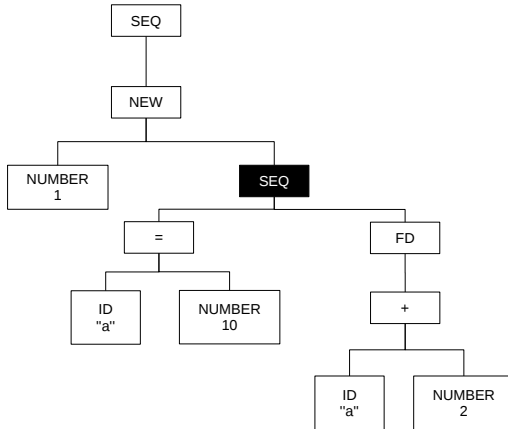 SEQ
NEW
NUMBER
1
SEQ
=
FD
ID
"a"
NUMBER
10
+
ID
"a"
NUMBER
2